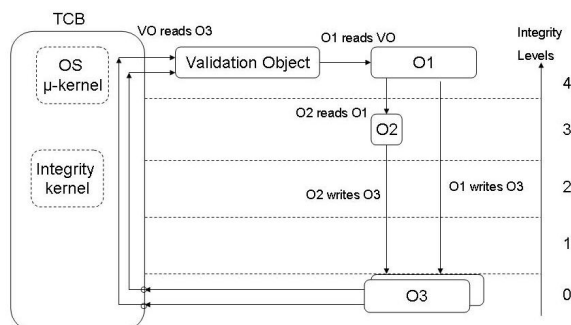 TCB
VO reads O3
O1 reads VO
Integrity
Levels
OS
µ-kernel
Validation Object
O1
4
O2 reads O1
O2
3
Integrity
kernel
O2 writes O3
O1 writes O3
2
1
O3
0